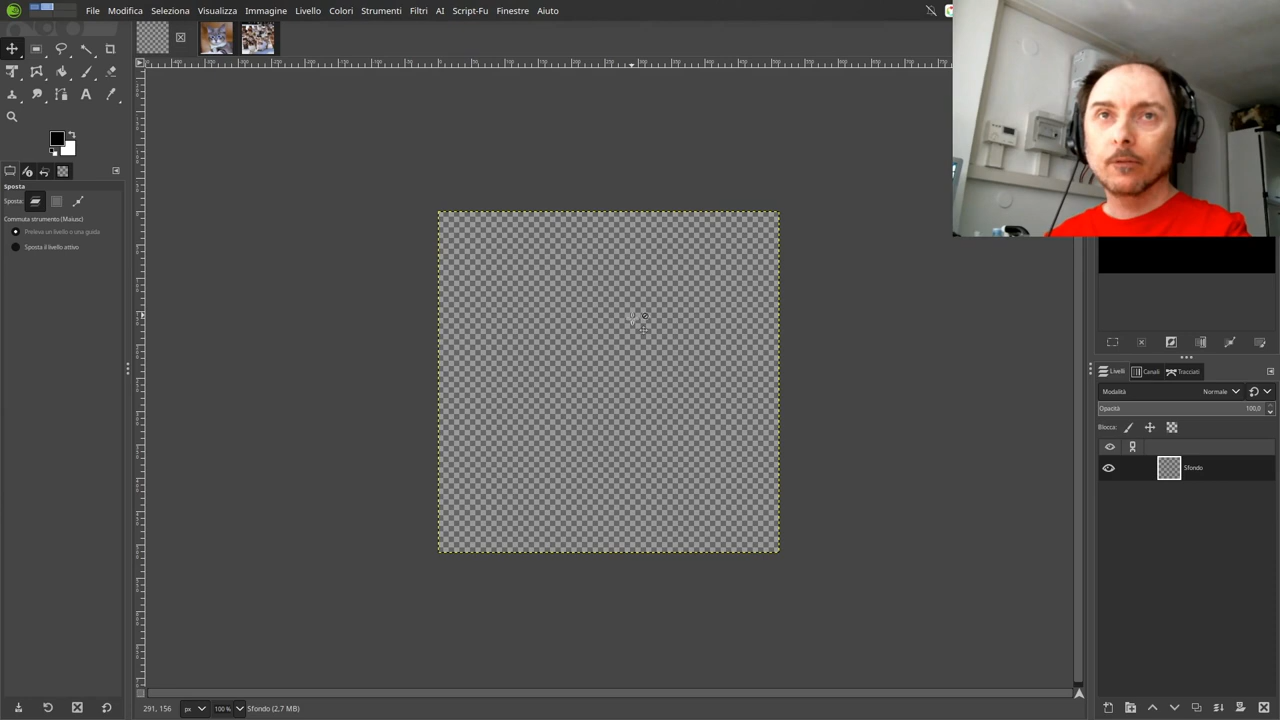 File Modifica Seleziona Visualizza Immagine Livello Colori Strumenti Filtri AI Script-Fu Finestre Aiuto
Sposta
Sposta:
Commuta strumento (Maiusc)
Preleva un livello o una guida
Sposta il livello attivo
Livelli Canali Tracciati
Modalità Normale
Opacità 100,0
Blocca:
Sfondo
291, 156 px 100 % Sfondo (2.7 MB)